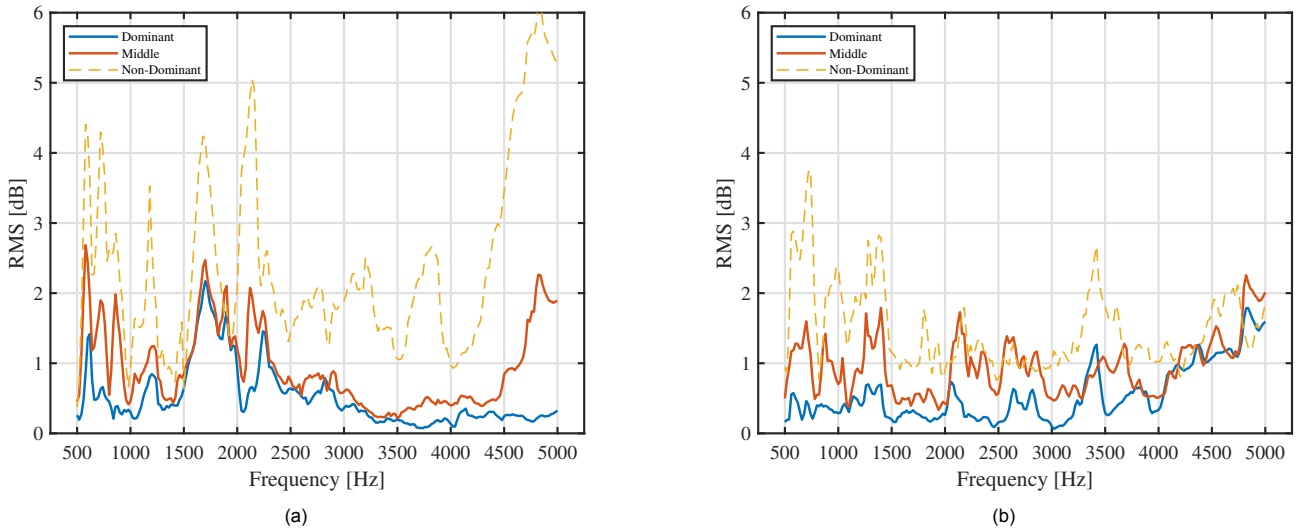 6
5
4
3
2
1
0
RMS [dB]
Dominant
Middle
Non-Dominant
500 1000 1500 2000 2500 3000 3500 4000 4500 5000
Frequency [Hz]
(a)
6
5
4
3
2
1
0
RMS [dB]
Dominant
Middle
Non-Dominant
500 1000 1500 2000 2500 3000 3500 4000 4500 5000
Frequency [Hz]
(b)